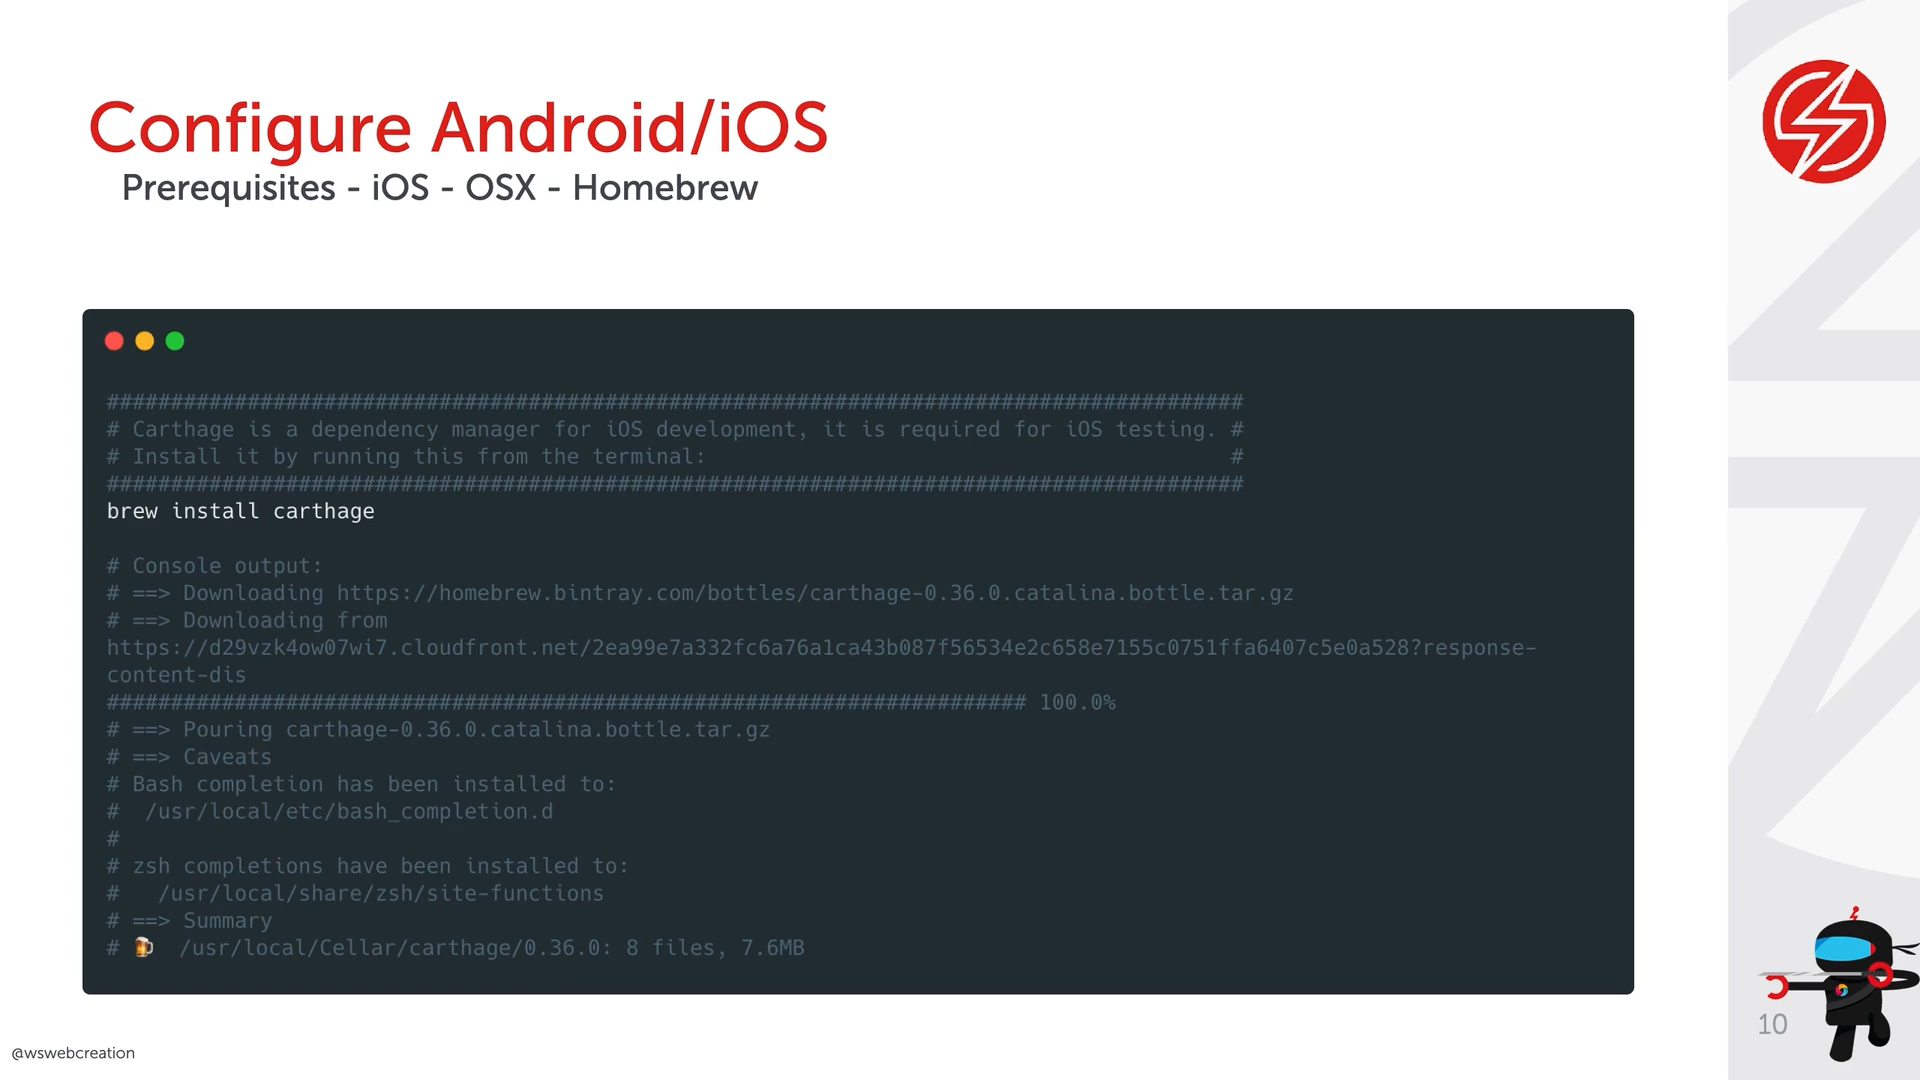 Configure Android/iOS
Prerequisites - iOS - OSX - Homebrew
#########################################################################################
# Carthage is a dependency manager for iOS development, it is required for iOS testing. #
# Install it by running this from the terminal:                                         #
#########################################################################################
brew install carthage
# Console output:
# ==> Downloading https://homebrew.bintray.com/bottles/carthage-0.36.0.catalina.bottle.tar.gz
# ==> Downloading from
https://d29vzk4ow07wi7.cloudfront.net/2ea99e7a332fc6a76a1ca43b087f56534e2c658e7155c0751ffa6407c5e0a528?response-
content-dis
######################################################################## 100.0%
# ==> Pouring carthage-0.36.0.catalina.bottle.tar.gz
# ==> Caveats
# Bash completion has been installed to:
#  /usr/local/etc/bash_completion.d
#
# zsh completions have been installed to:
#   /usr/local/share/zsh/site-functions
# ==> Summary
# 🍺  /usr/local/Cellar/carthage/0.36.0: 8 files, 7.6MB
10
@wswebcreation